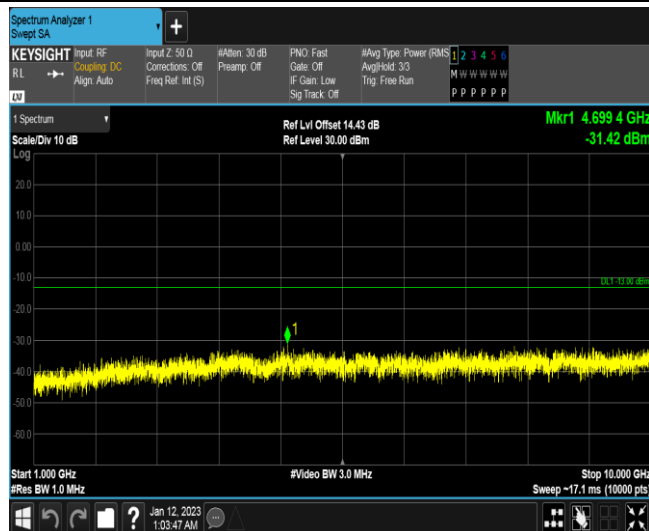 Spectrum Analyzer 1
Swept SA
+
KEYSIGHT
RL
LXI
Input: RF
Coupling: DC
Align: Auto
Input Z: 50 Ω
Corrections: Off
Freq Ref: Int (S)
#Atten: 30 dB
Preamp: Off
PNO: Fast
Gate: Off
IF Gain: Low
Sig Track: Off
#Avg Type: Power (RMS
Avg|Hold: 3/3
Trig: Free Run
1 2 3 4 5 6
M W W W W W
P P P P P P
1 Spectrum
Scale/Div 10 dB
Log
Ref Lvl Offset 14.43 dB
Ref Level 30.00 dBm
Mkr1 4.699 4 GHz
-31.42 dBm
20.0
10.0
0.00
-10.0
-20.0
-30.0
-40.0
-50.0
-60.0
DL1 -13.00 dBm
1
Start 1.000 GHz
#Res BW 1.0 MHz
#Video BW 3.0 MHz
Stop 10.000 GHz
Sweep ~17.1 ms (10000 pts)
?
Jan 12, 2023
1:03:47 AM